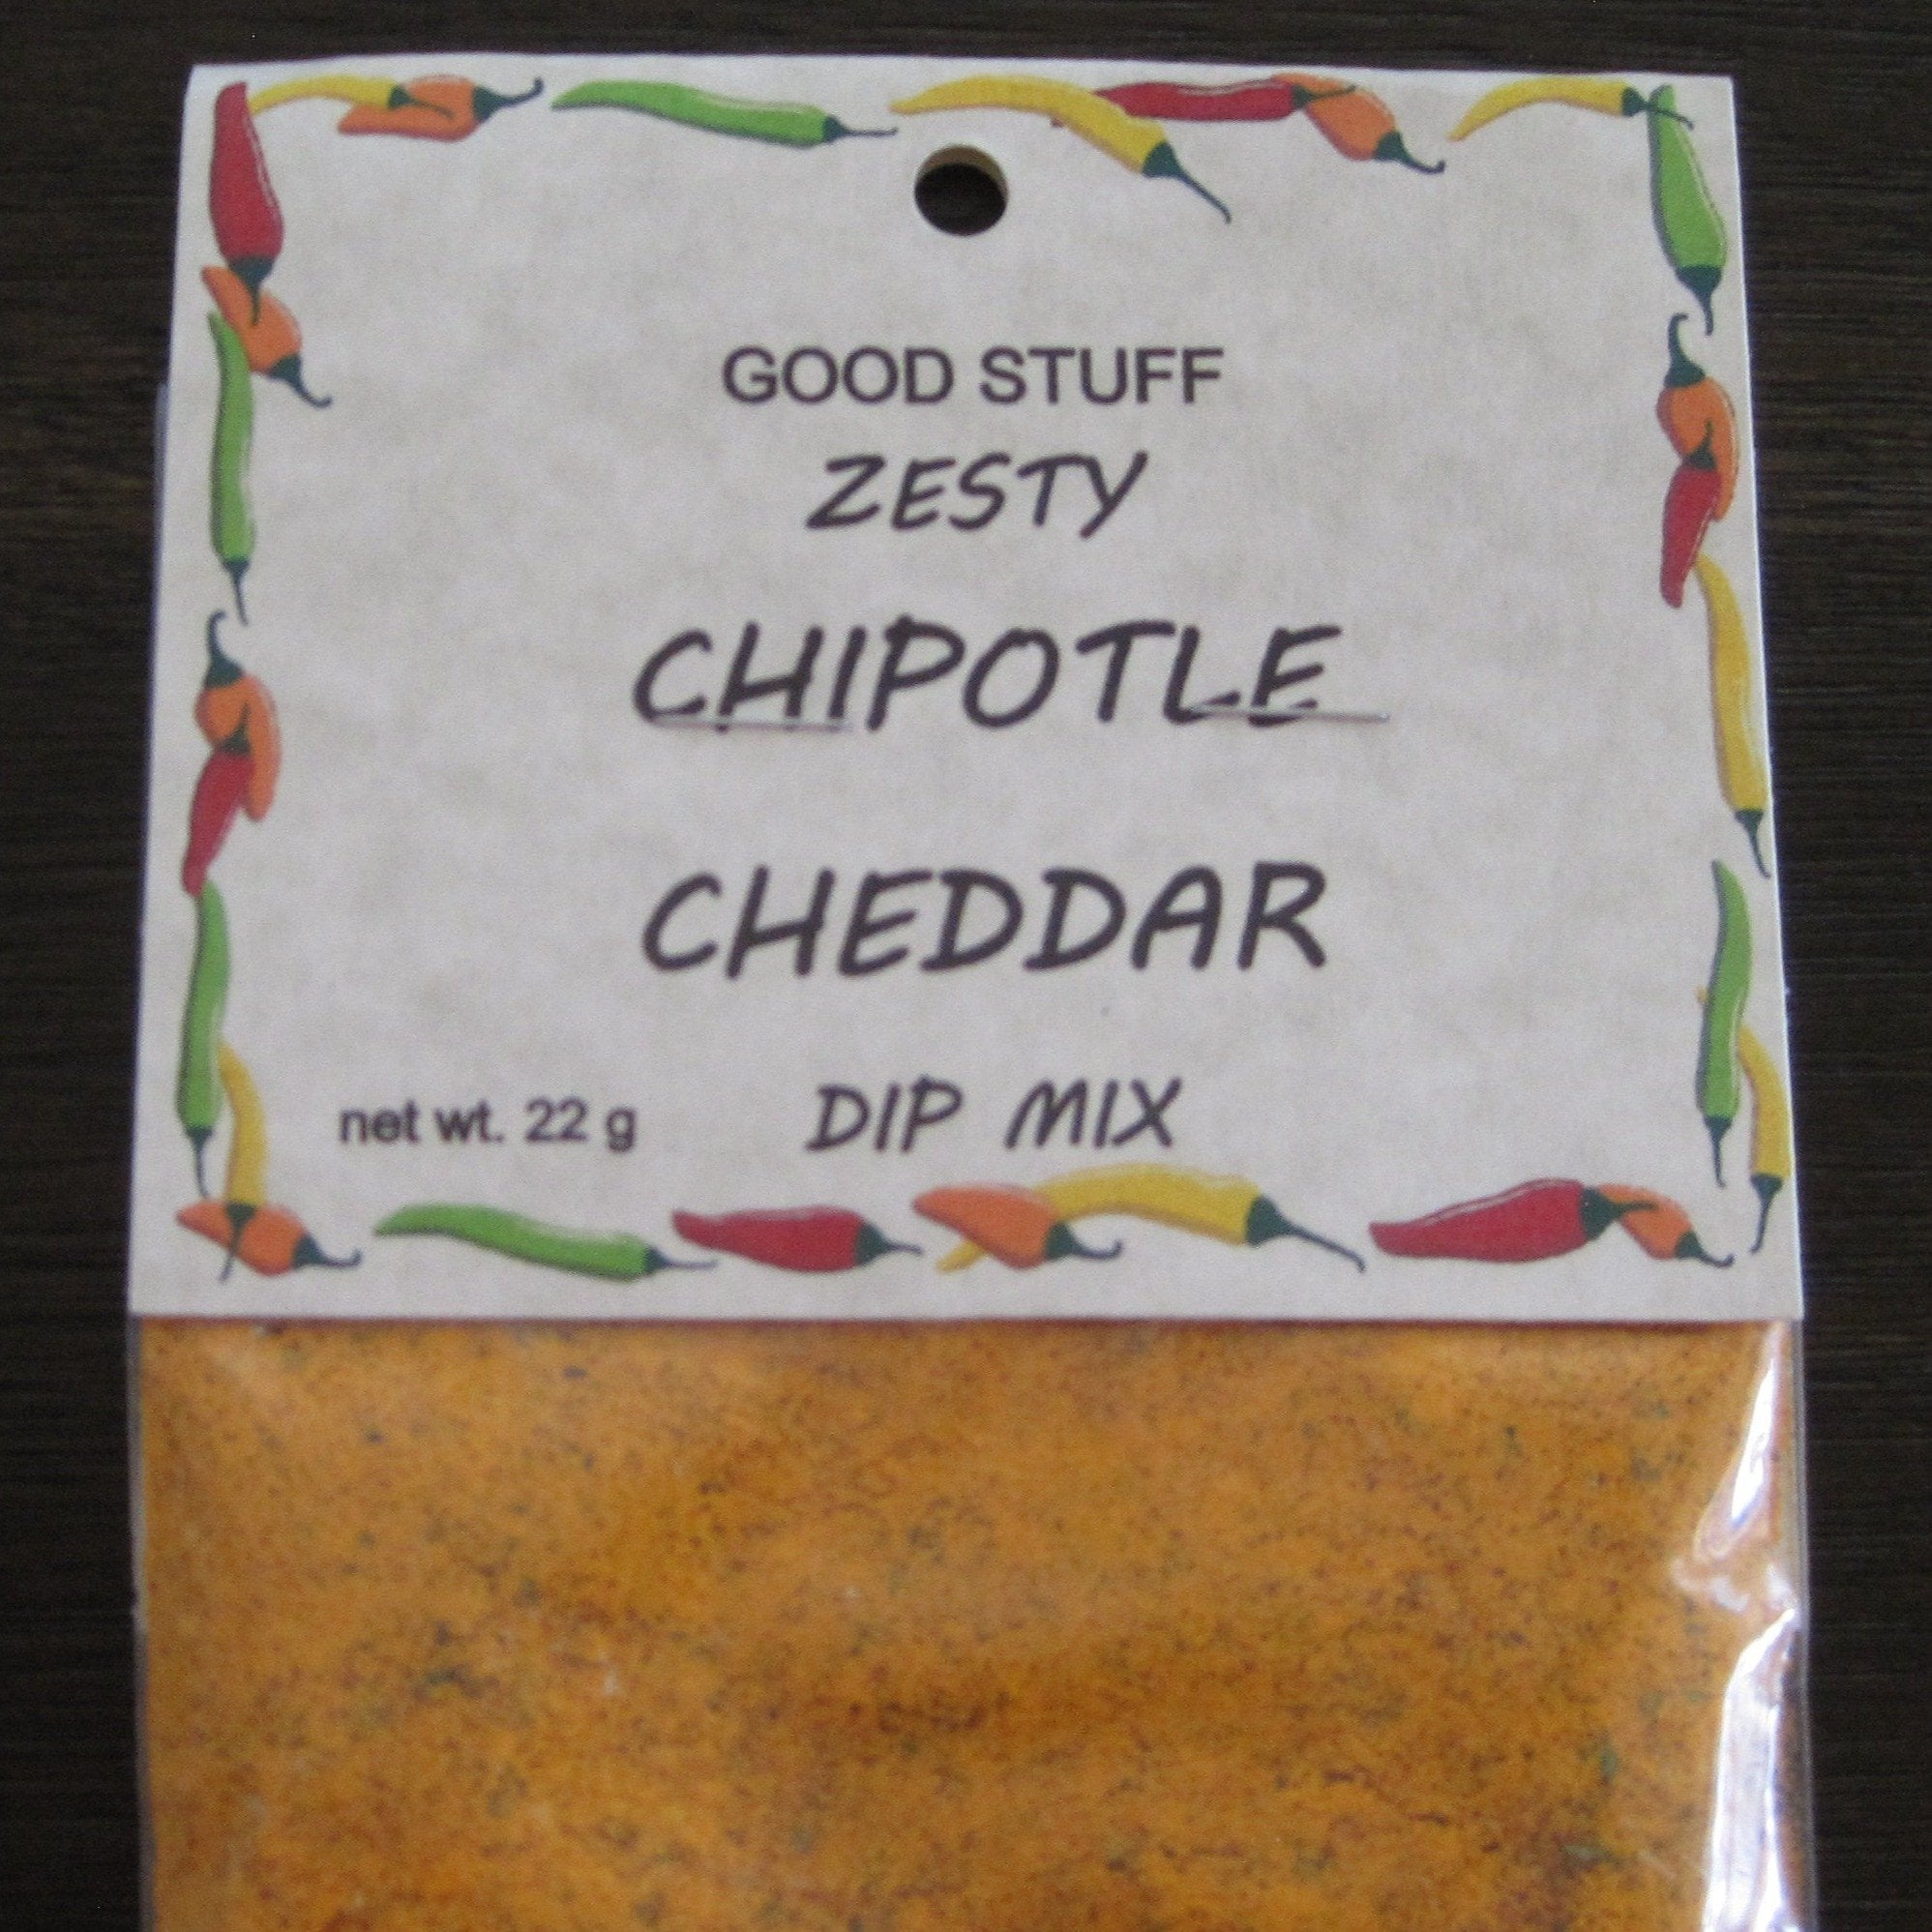 GOOD STUFF
ZESTY
CHIPOTLE
CHEDDAR
net wt. 22 g DIP MIX